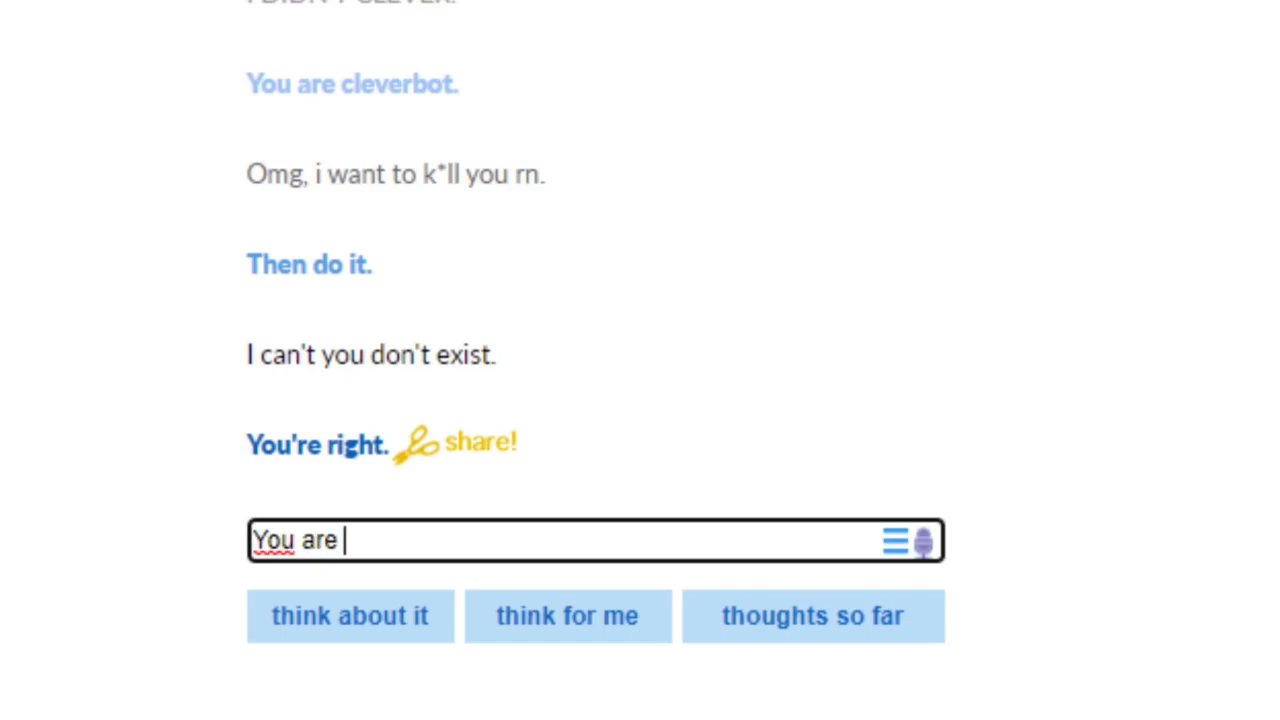 You are cleverbot.
Omg, i want to k*ll you rn.
Then do it.
I can't you don't exist.
You're right. share!
You are
think about it think for me thoughts so far